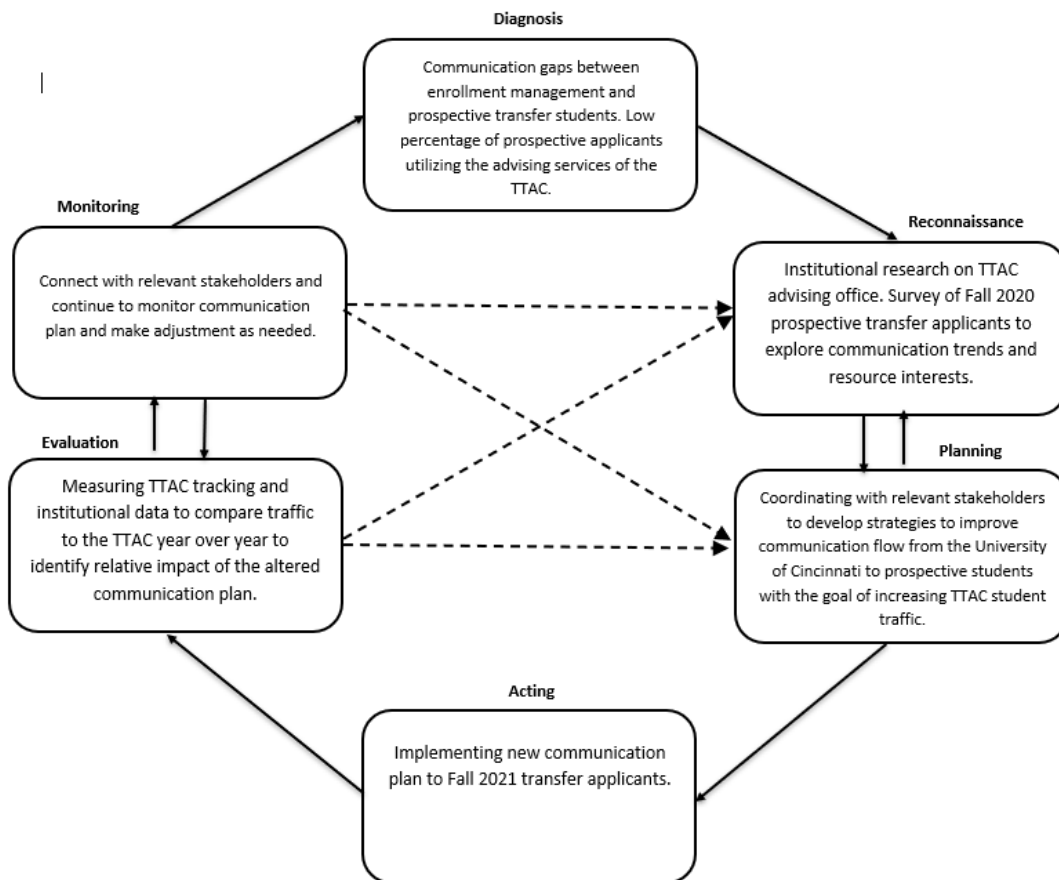 Diagnosis
Communication gaps between
enrollment management and
prospective transfer students. Low
percentage of prospective applicants
utilizing the advising services of the
TTAC.
Monitoring
Connect with relevant stakeholders and
continue to monitor communication
plan and make adjustment as needed.
Reconnaissance
Institutional research on TTAC
advising office. Survey of Fall 2020
prospective transfer applicants to
explore communication trends and
resource interests.
Evaluation
Measuring TTAC tracking and
institutional data to compare traffic
to the TTAC year over year to
identify relative impact of the altered
communication plan.
Planning
Coordinating with relevant stakeholders
to develop strategies to improve
communication flow from the University
of Cincinnati to prospective students
with the goal of increasing TTAC student
traffic.
Acting
Implementing new communication
plan to Fall 2021 transfer applicants.